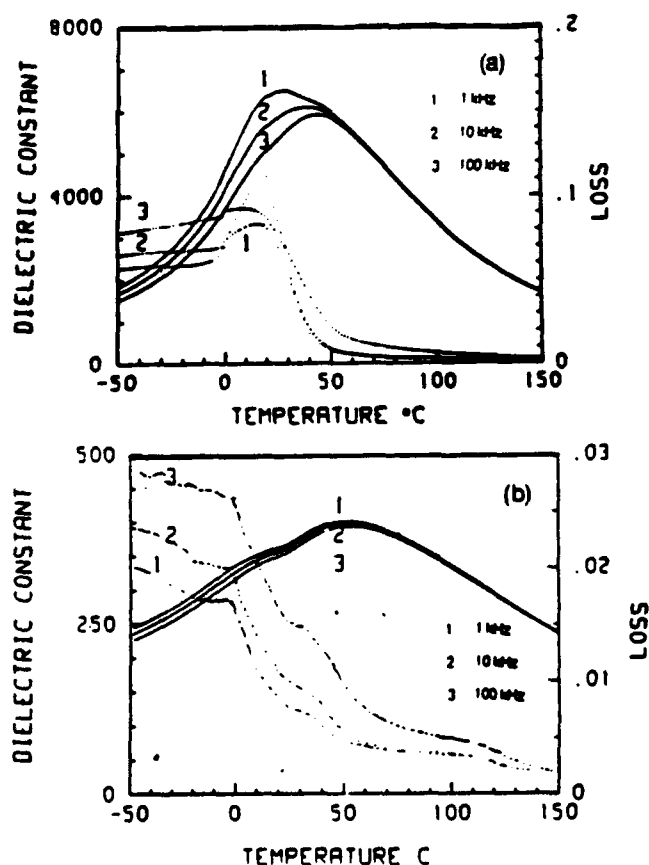 8000
4000
0
DIELECTRIC CONSTANT
.2
.1
0
LOSS
(a)
1 1 kHz
2 10 kHz
3 100 kHz
1
2
3
3
2
1
-50 0 50 100 150
TEMPERATURE °C
500
250
0
DIELECTRIC CONSTANT
.03
.02
.01
0
LOSS
(b)
3
2
1
1
2
3
1 1 kHz
2 10 kHz
3 100 kHz
-50 0 50 100 150
TEMPERATURE C